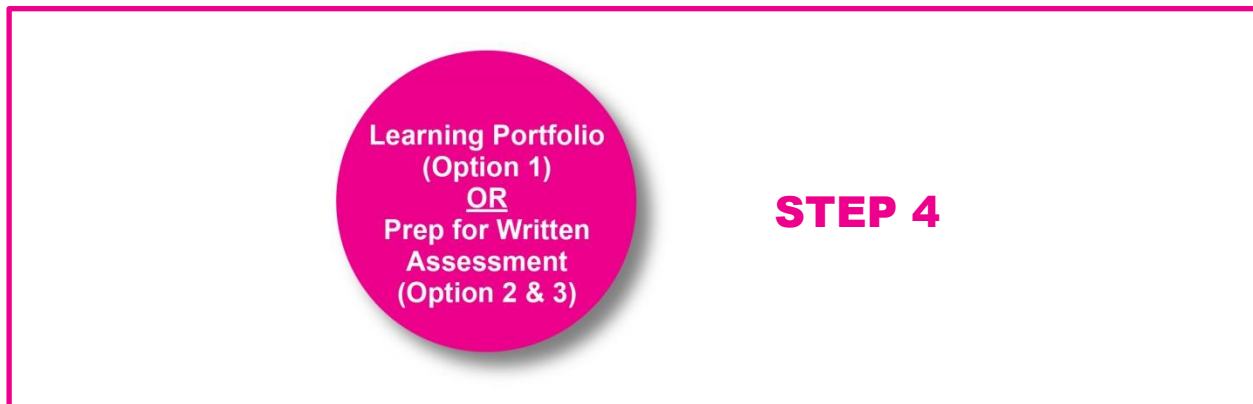 Learning Portfolio
(Option 1)
OR
Prep for Written
Assessment
(Option 2 & 3)
STEP 4